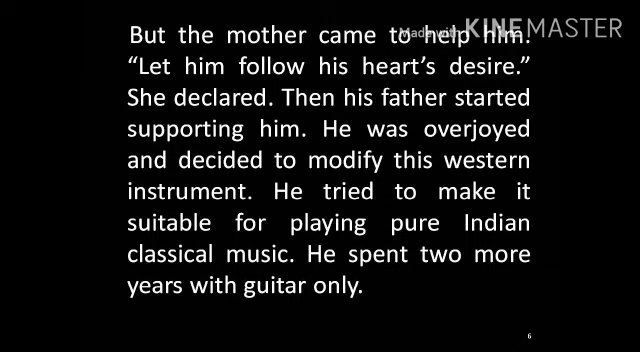 But the mother came to help him.
Made with KINEMASTER
“Let him follow his heart’s desire.”
She declared. Then his father started
supporting him. He was overjoyed
and decided to modify this western
instrument. He tried to make it
suitable for playing pure Indian
classical music. He spent two more
years with guitar only.
6